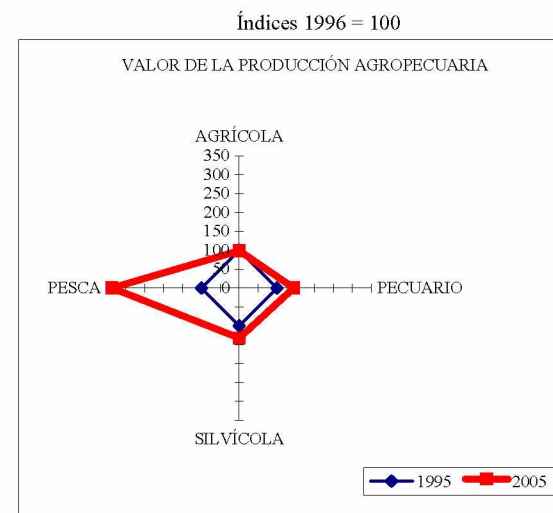 Índices 1996 = 100
VALOR DE LA PRODUCCIÓN AGROPECUARIA
AGRÍCOLA
350
300
250
200
150
100
50
0
PESCA
PECUARIO
SILVÍCOLA
1995
2005